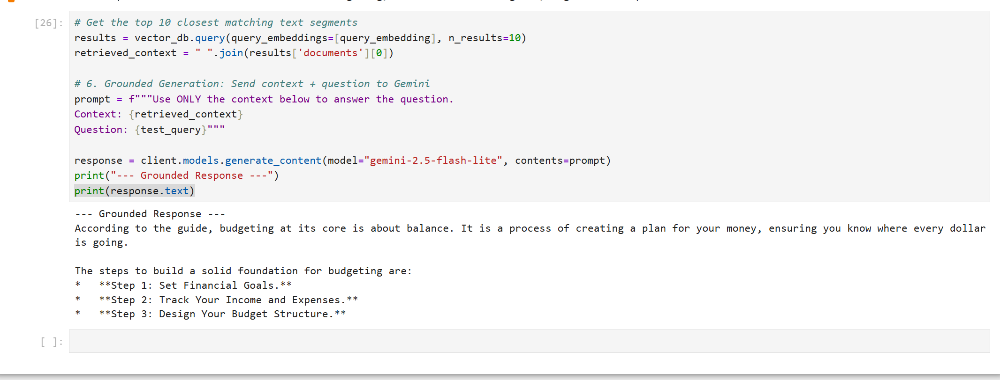 [26]:
# Get the top 10 closest matching text segments
results = vector_db.query(query_embeddings=[query_embedding], n_results=10)
retrieved_context = " ".join(results['documents'][0])
# 6. Grounded Generation: Send context + question to Gemini
prompt = f"""Use ONLY the context below to answer the question.
Context: {retrieved_context}
Question: {test_query}"""
response = client.models.generate_content(model="gemini-2.5-flash-lite", contents=prompt)
print("--- Grounded Response ---")
print(response.text)
--- Grounded Response ---
According to the guide, budgeting at its core is about balance. It is a process of creating a plan for your money, ensuring you know where every dollar
is going.
The steps to build a solid foundation for budgeting are:
*   **Step 1: Set Financial Goals.**
*   **Step 2: Track Your Income and Expenses.**
*   **Step 3: Design Your Budget Structure.**
[ ]: